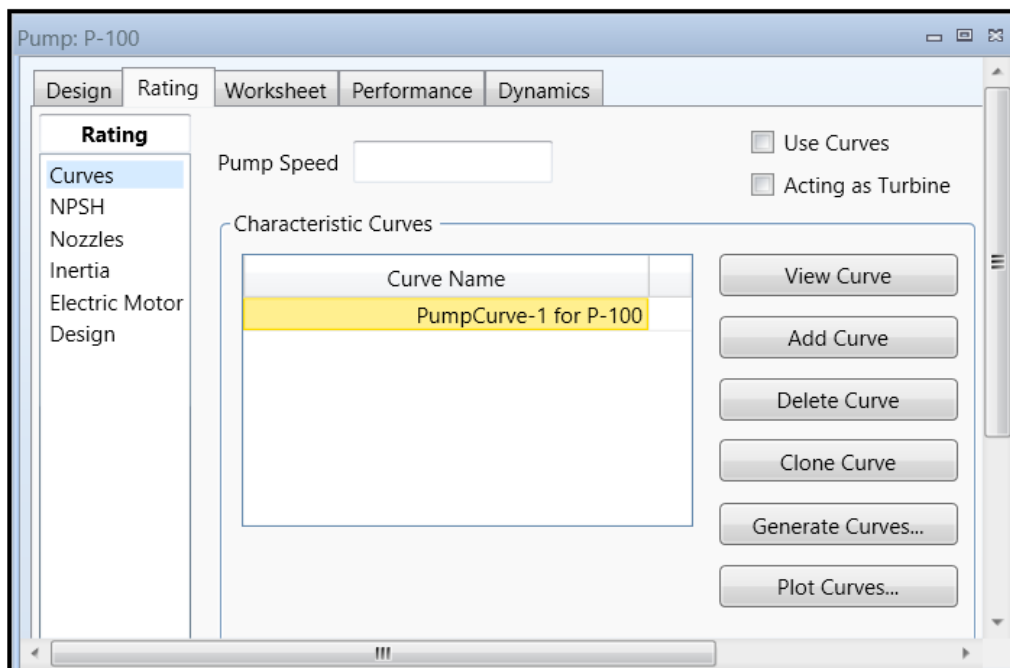 Pump: P-100
Design Rating Worksheet Performance Dynamics
Rating
Curves
NPSH
Nozzles
Inertia
Electric Motor
Design
Pump Speed
Use Curves
Acting as Turbine
Characteristic Curves
Curve Name
PumpCurve-1 for P-100
View Curve
Add Curve
Delete Curve
Clone Curve
Generate Curves...
Plot Curves...